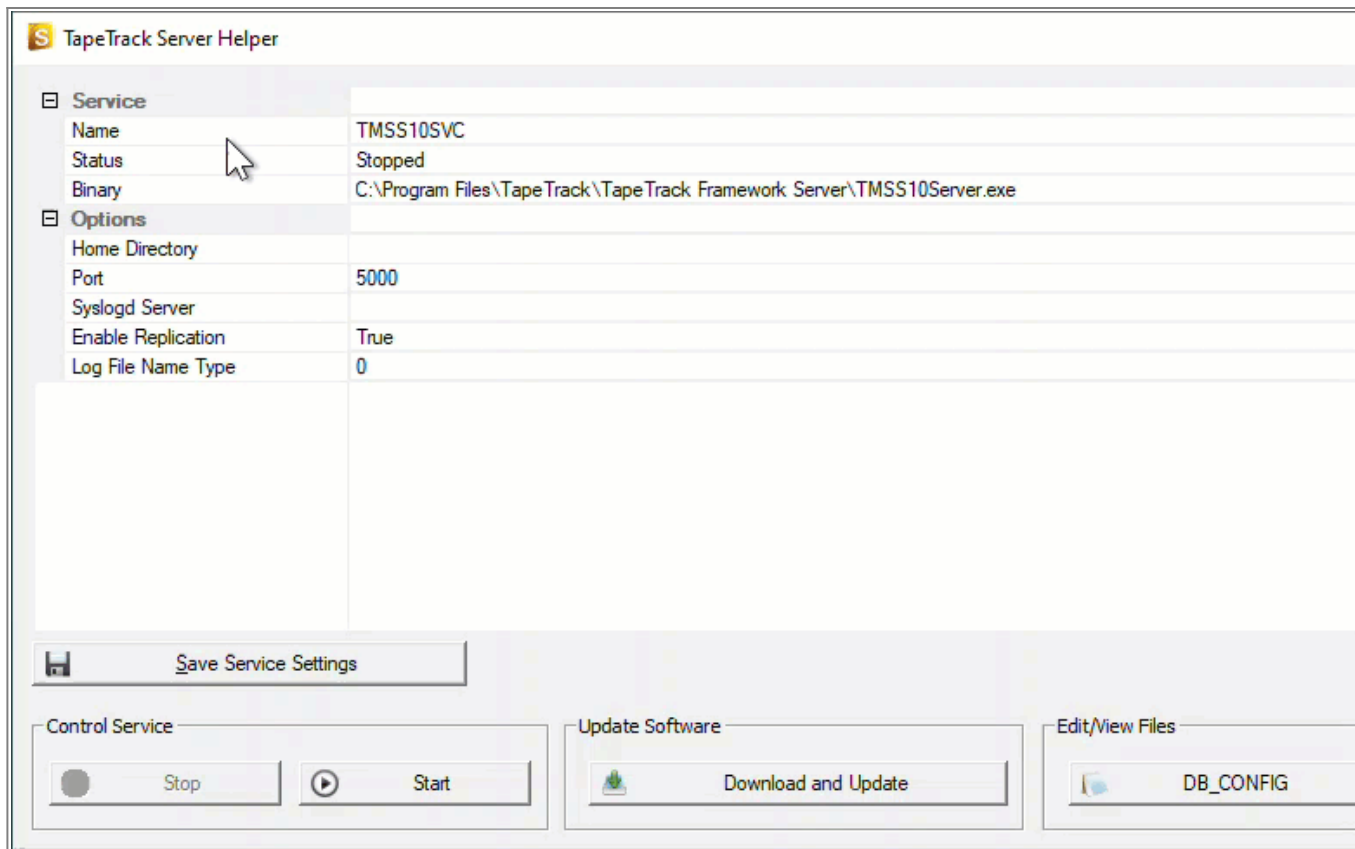 S TapeTrack Server Helper
Service
Name TMSS10SVC
Status Stopped
Binary C:\Program Files\TapeTrack\TapeTrack Framework Server\TMSS10Server.exe
Options
Home Directory
Port 5000
Syslogd Server
Enable Replication True
Log File Name Type 0
Save Service Settings
Control Service Update Software Edit/View Files
Stop Start Download and Update DB_CONFIG